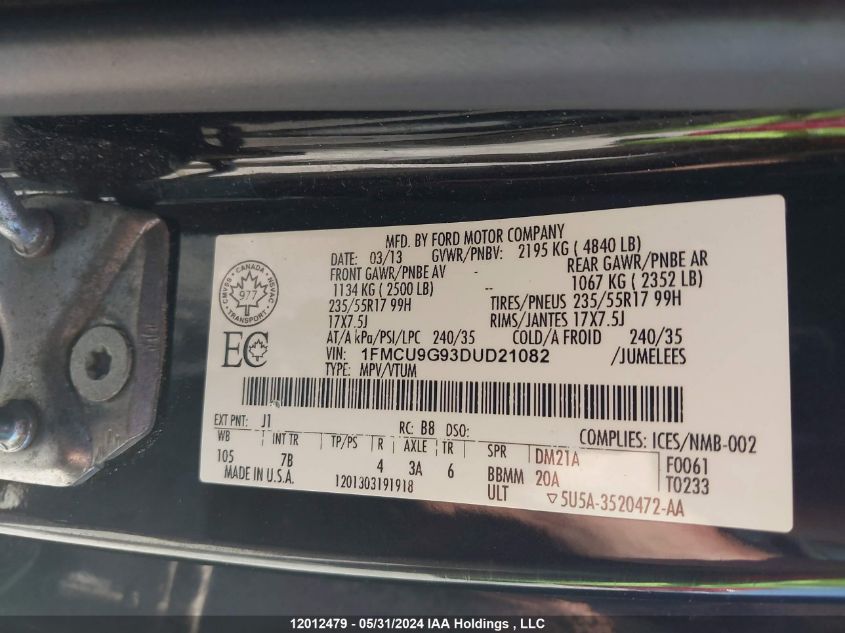 MFD. BY FORD MOTOR COMPANY
DATE: 03/13 GVWR/PNBV: 2195 KG ( 4840 LB)
FRONT GAWR/PNBE AV REAR GAWR/PNBE AR
1134 KG ( 2500 LB) 1067 KG ( 2352 LB)
235/55R17 99H TIRES/PNEUS 235/55R17 99H
17X7.5J RIMS/JANTES 17X7.5J
AT/A kPa/PSI/LPC 240/35 COLD/A FROID 240/35
VIN: 1FMCU9G93DUD21082 /JUMELEES
TYPE: MPV/VTUM
CANADA
CMVSS NSVAC
977
TRANSPORT
EC
EXT PNT: J1 RC: B8 DSO: COMPLIES: ICES/NMB-002
WB INT TR TP/PS R AXLE TR SPR DM21A F0061
105 7B 4 3A 6 BBMM 20A T0233
MADE IN U.S.A. 1201303191918 ULT ▽5U5A-3520472-AA
12012479 - 05/31/2024 IAA Holdings , LLC